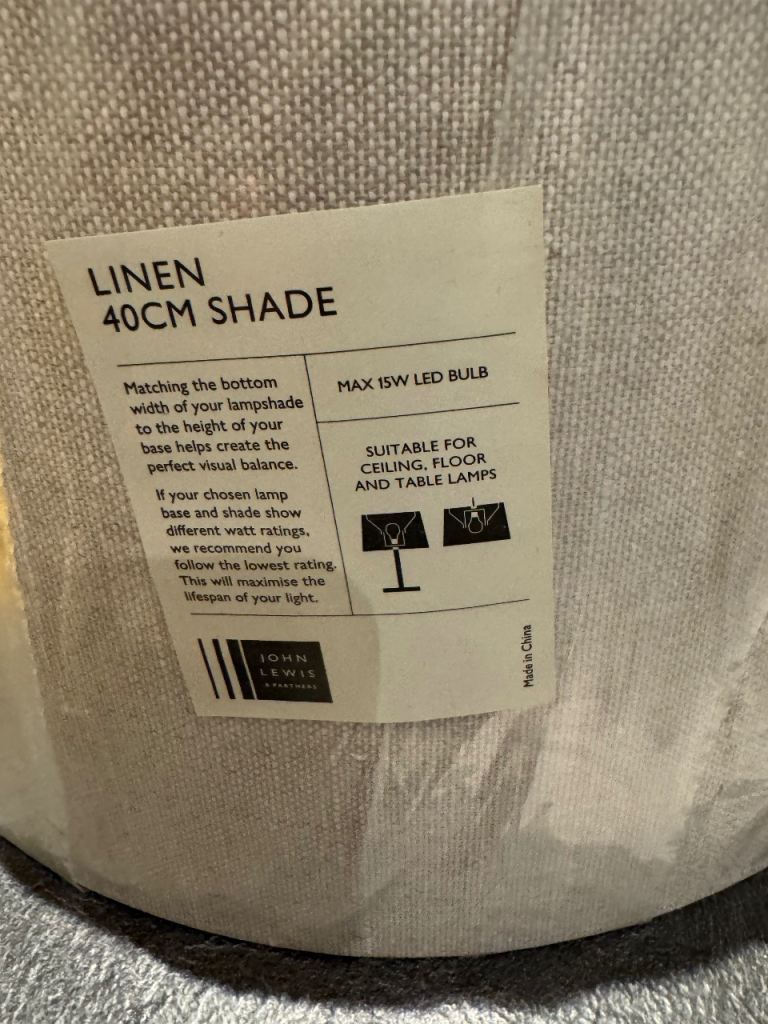 LINEN
40CM SHADE
Matching the bottom
width of your lampshade
to the height of your
base helps create the
perfect visual balance.
If your chosen lamp
base and shade show
different watt ratings,
we recommend you
follow the lowest rating.
This will maximise the
lifespan of your light.
MAX 15W LED BULB
SUITABLE FOR
CEILING, FLOOR
AND TABLE LAMPS
JOHN
LEWIS
& PARTNERS
Made in China